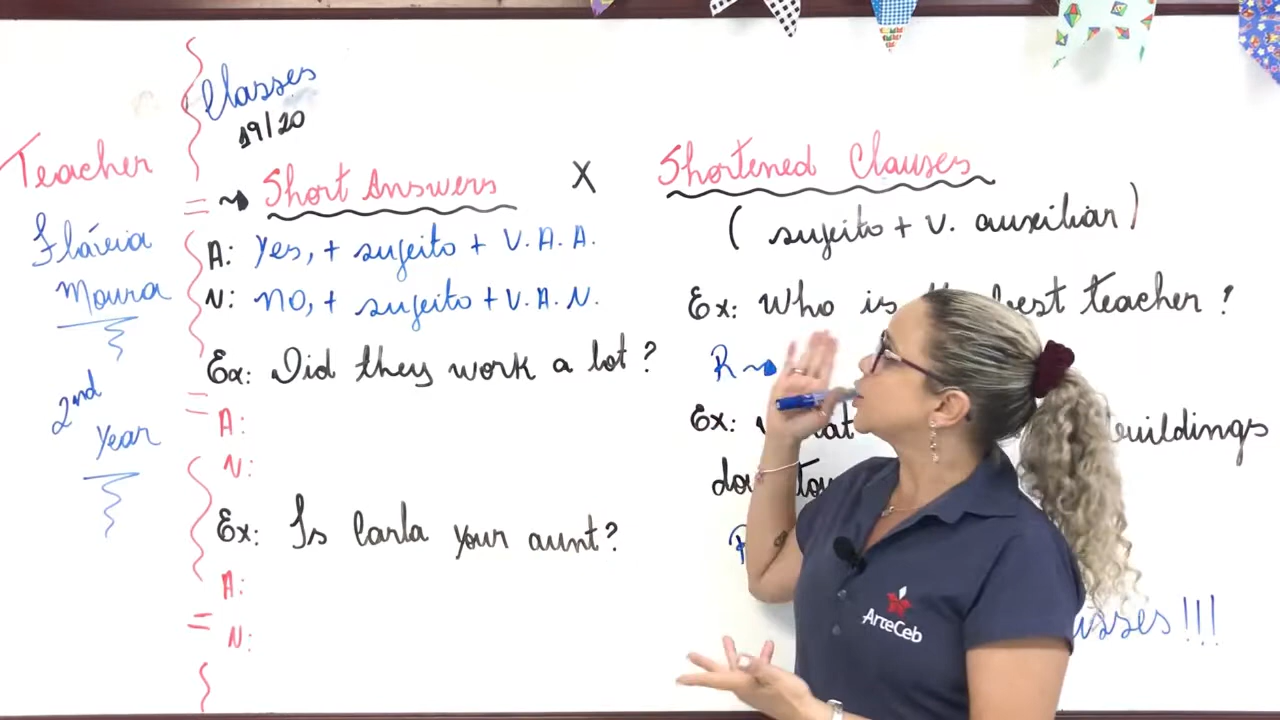 Classes
19/20
Teacher
Flávia
Moura
2nd
Year
Short Answers X Shortened Clauses
(sujeito + v. auxiliar)
A: Yes, + sujeito + V.A.A.
N: NO, + sujeito + V.A.N.
Ex: Did they work a lot?
A:
N:
Ex: Is Carla your aunt?
A:
N:
Ex: Who is best teacher?
R
Ex: buildings
ArteCeb